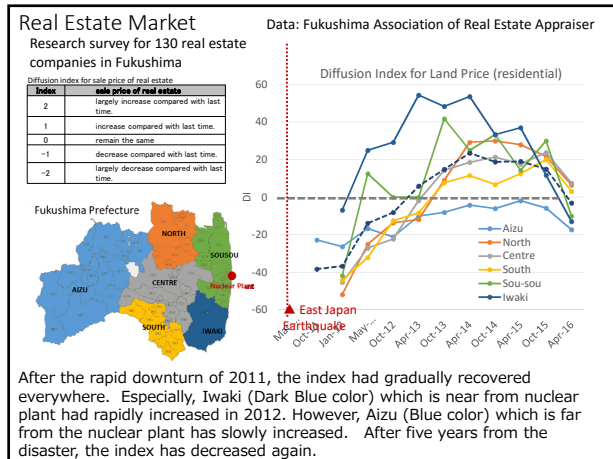 Real Estate Market
Data: Fukushima Association of Real Estate Appraiser
Research survey for 130 real estate
companies in Fukushima
Diffusion index for sale price of real estate
Index sale price of real estate
2 largely increase compared with last
time.
1 increase compared with last time.
0 remain the same
-1 decrease compared with last time.
-2 largely decrease compared with last
time.
Fukushima Prefecture
NORTH
SOUSOU
Nuclear Plant
CENTRE
AIZU
SOUTH
IWAKI
Diffusion Index for Land Price (residential)
DI
60
40
20
0
-20
-40
-60
Aizu
North
Centre
South
Sou-sou
Iwaki
East Japan
Earthquake
Oct-12
Apr-13
Oct-13
Apr-14
Oct-14
Apr-15
Oct-15
Apr-16
After the rapid downturn of 2011, the index had gradually recovered
everywhere. Especially, Iwaki (Dark Blue color) which is near from nuclear
plant had rapidly increased in 2012. However, Aizu (Blue color) which is far
from the nuclear plant has slowly increased. After five years from the
disaster, the index has decreased again.